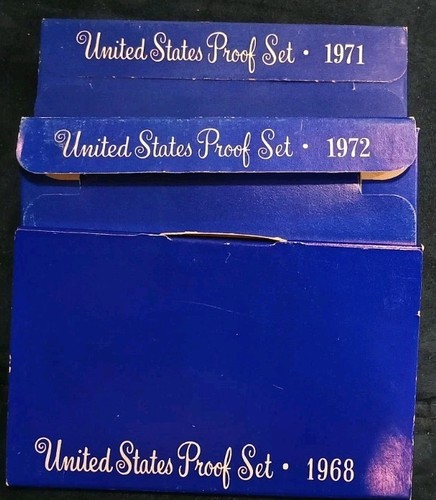 United States Proof Set · 1971
United States Proof Set · 1972
United States Proof Set · 1968